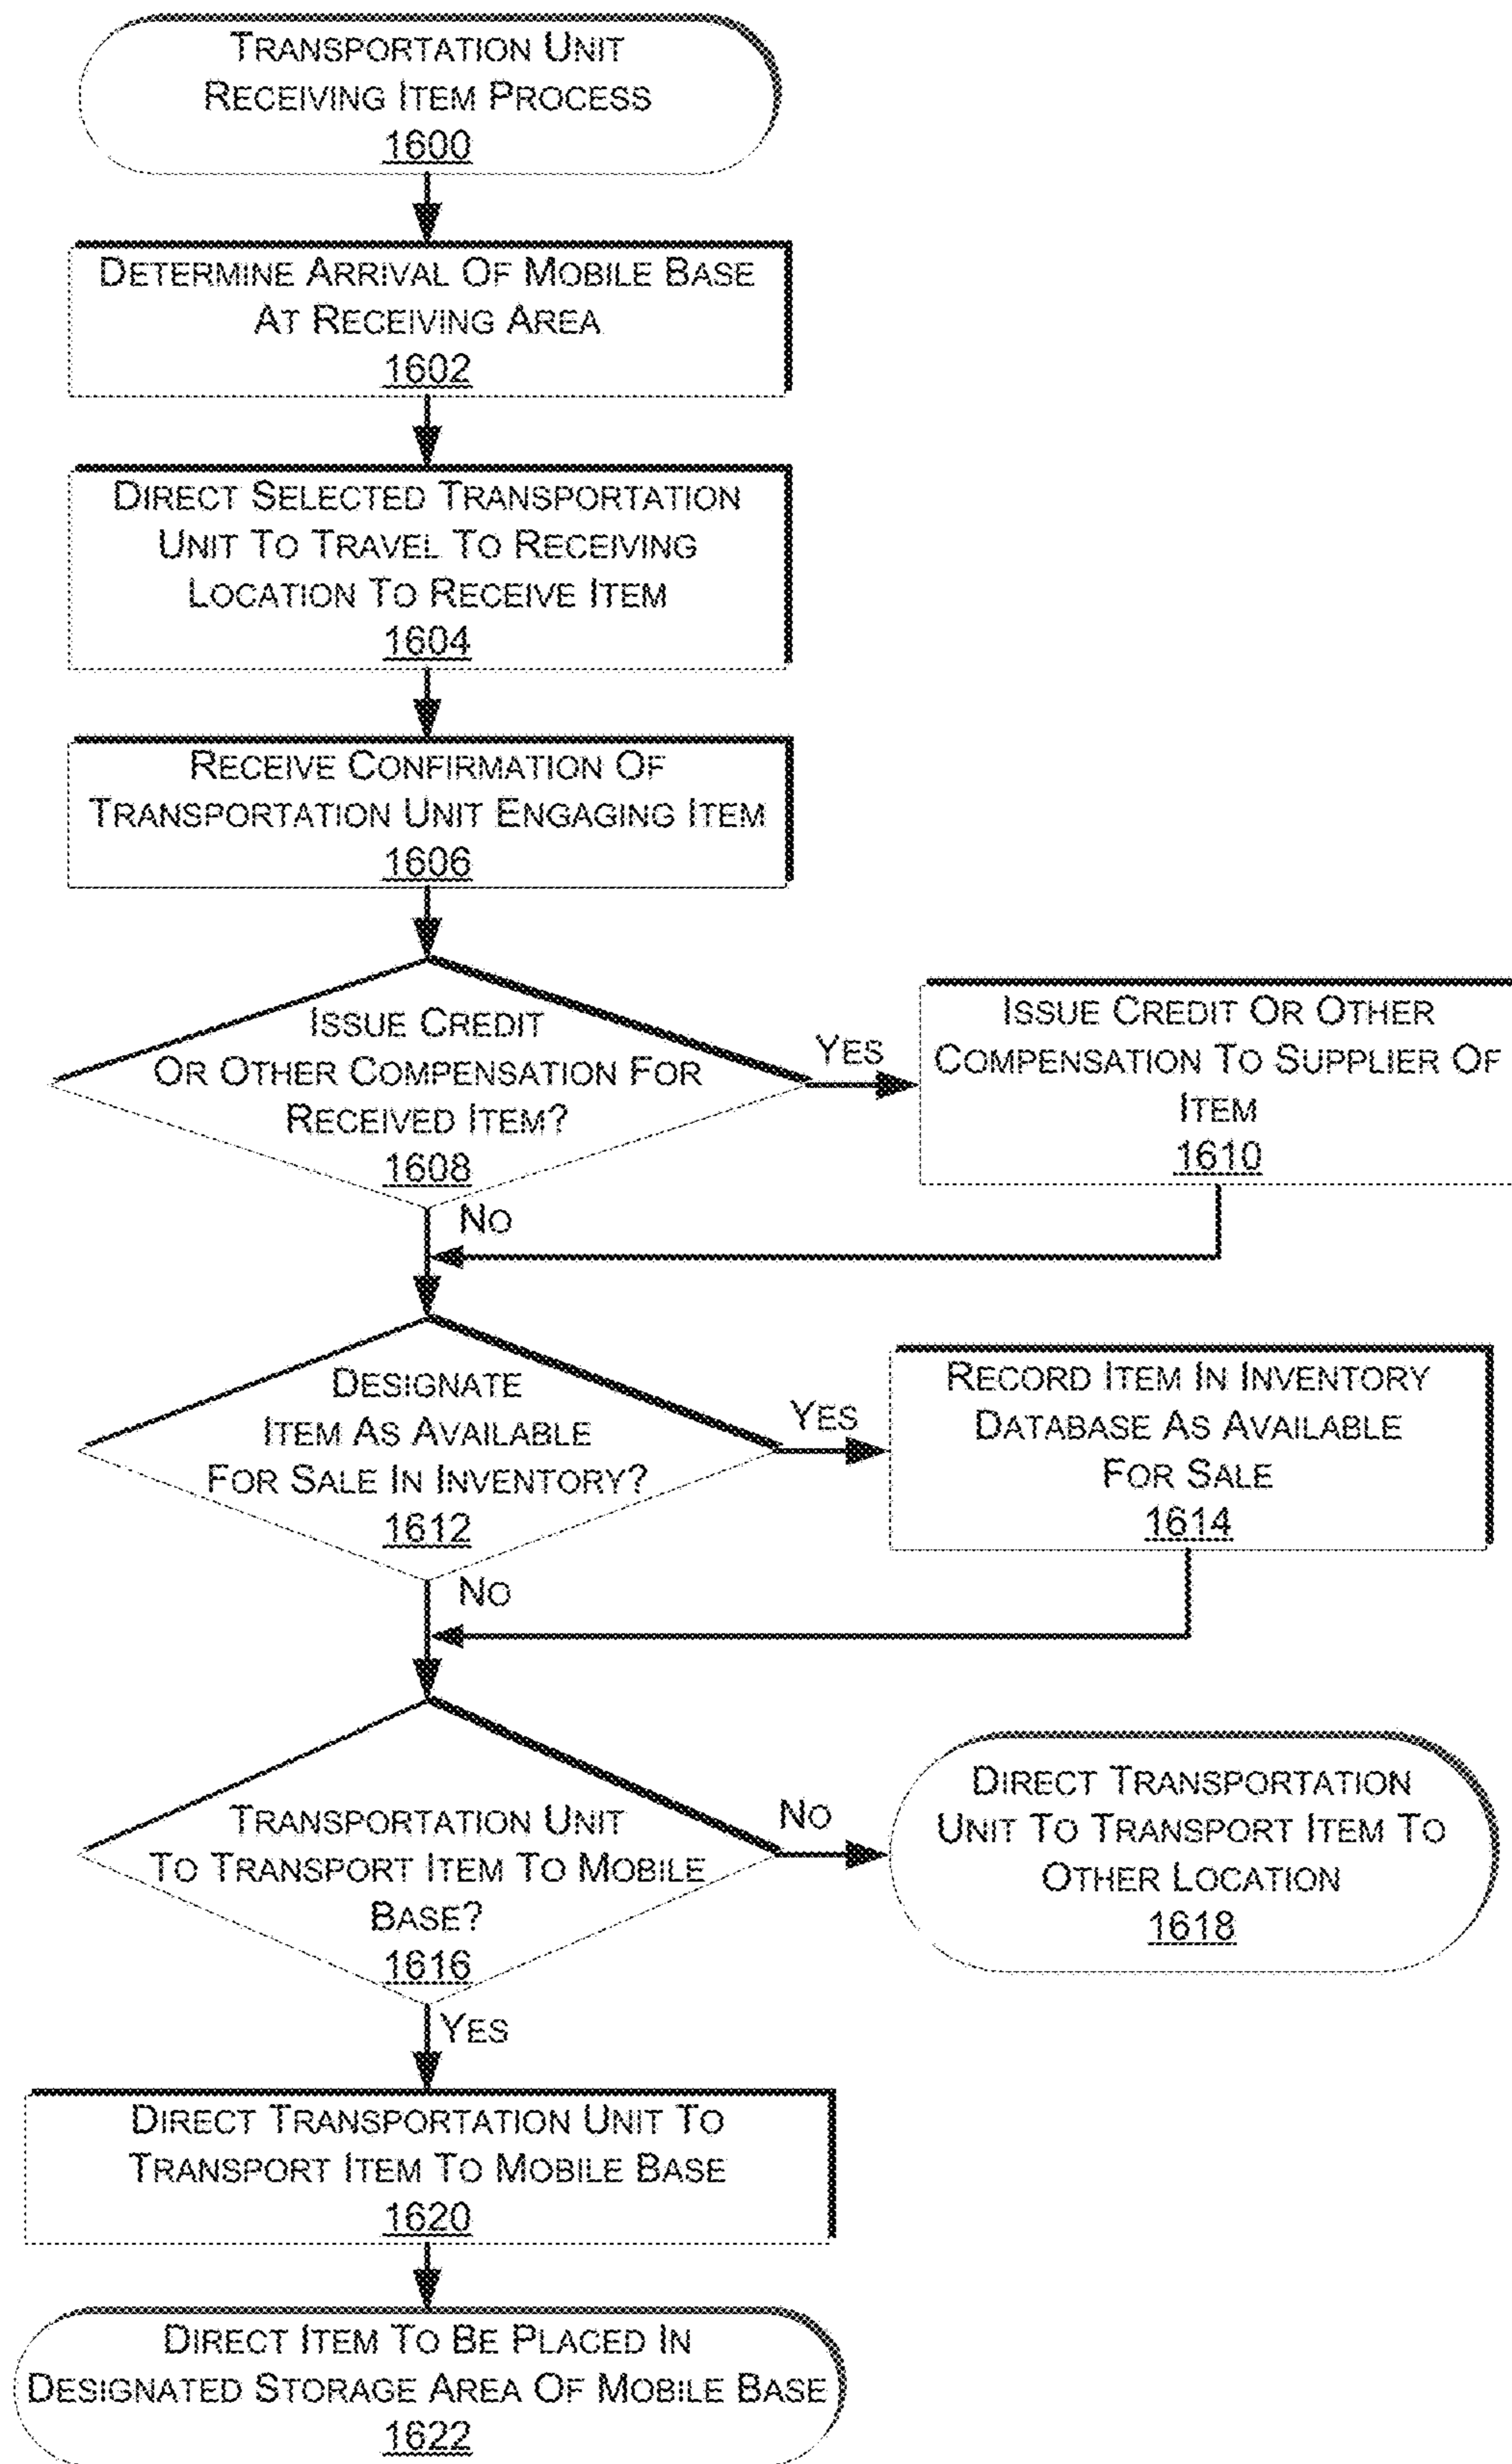 TRANSPORTATION UNIT
RECEIVING ITEM PROCESS
1600
DETERMINE ARRIVAL OF MOBILE BASE
AT RECEIVING AREA
1602
DIRECT SELECTED TRANSPORTATION
UNIT TO TRAVEL TO RECEIVING
LOCATION TO RECEIVE ITEM
1604
RECEIVE CONFIRMATION OF
TRANSPORTATION UNIT ENGAGING ITEM
1606
ISSUE CREDIT
OR OTHER COMPENSATION FOR
RECEIVED ITEM?
1608
YES
ISSUE CREDIT OR OTHER
COMPENSATION TO SUPPLIER OF
ITEM
1610
NO
DESIGNATE
ITEM AS AVAILABLE
FOR SALE IN INVENTORY?
1612
YES
RECORD ITEM IN INVENTORY
DATABASE AS AVAILABLE
FOR SALE
1614
NO
TRANSPORTATION UNIT
TO TRANSPORT ITEM TO MOBILE
BASE?
1616
NO
DIRECT TRANSPORTATION
UNIT TO TRANSPORT ITEM TO
OTHER LOCATION
1618
YES
DIRECT TRANSPORTATION UNIT TO
TRANSPORT ITEM TO MOBILE BASE
1620
DIRECT ITEM TO BE PLACED IN
DESIGNATED STORAGE AREA OF MOBILE BASE
1622